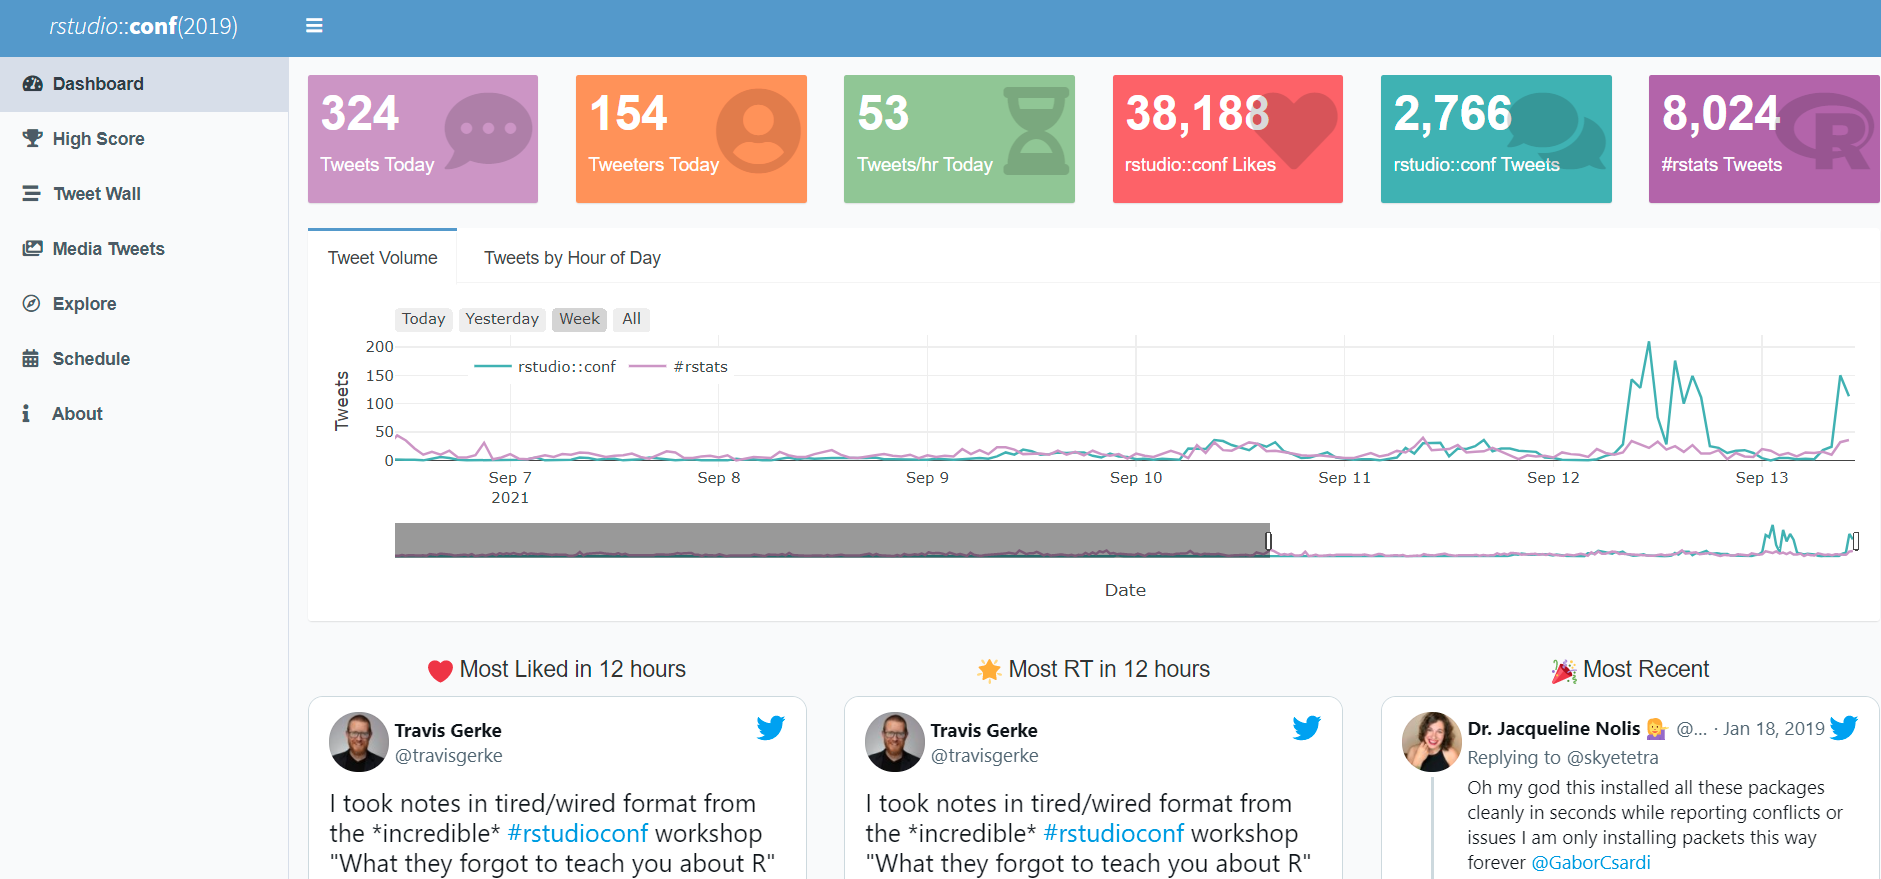 rstudio::conf(2019)
Dashboard
High Score
Tweet Wall
Media Tweets
Explore
Schedule
About
324
Tweets Today
154
Tweeters Today
53
Tweets/hr Today
38,188
rstudio::conf Likes
2,766
rstudio::conf Tweets
8,024
#rstats Tweets
Tweet Volume
Tweets by Hour of Day
Today Yesterday Week All
rstudio::conf #rstats
Tweets
200
150
100
50
0
Sep 7 Sep 8 Sep 9 Sep 10 Sep 11 Sep 12 Sep 13
2021
Date
Most Liked in 12 hours
Travis Gerke
@travisgerke
I took notes in tired/wired format from
the *incredible* #rstudioconf workshop
"What they forgot to teach you about R"
Most RT in 12 hours
Travis Gerke
@travisgerke
I took notes in tired/wired format from
the *incredible* #rstudioconf workshop
"What they forgot to teach you about R"
Most Recent
Dr. Jacqueline Nolis 💁‍♀️ @... · Jan 18, 2019
Replying to @skyetetra
Oh my god this installed all these packages
cleanly in seconds while reporting conflicts or
issues I am only installing packets this way
forever @GaborCsardi